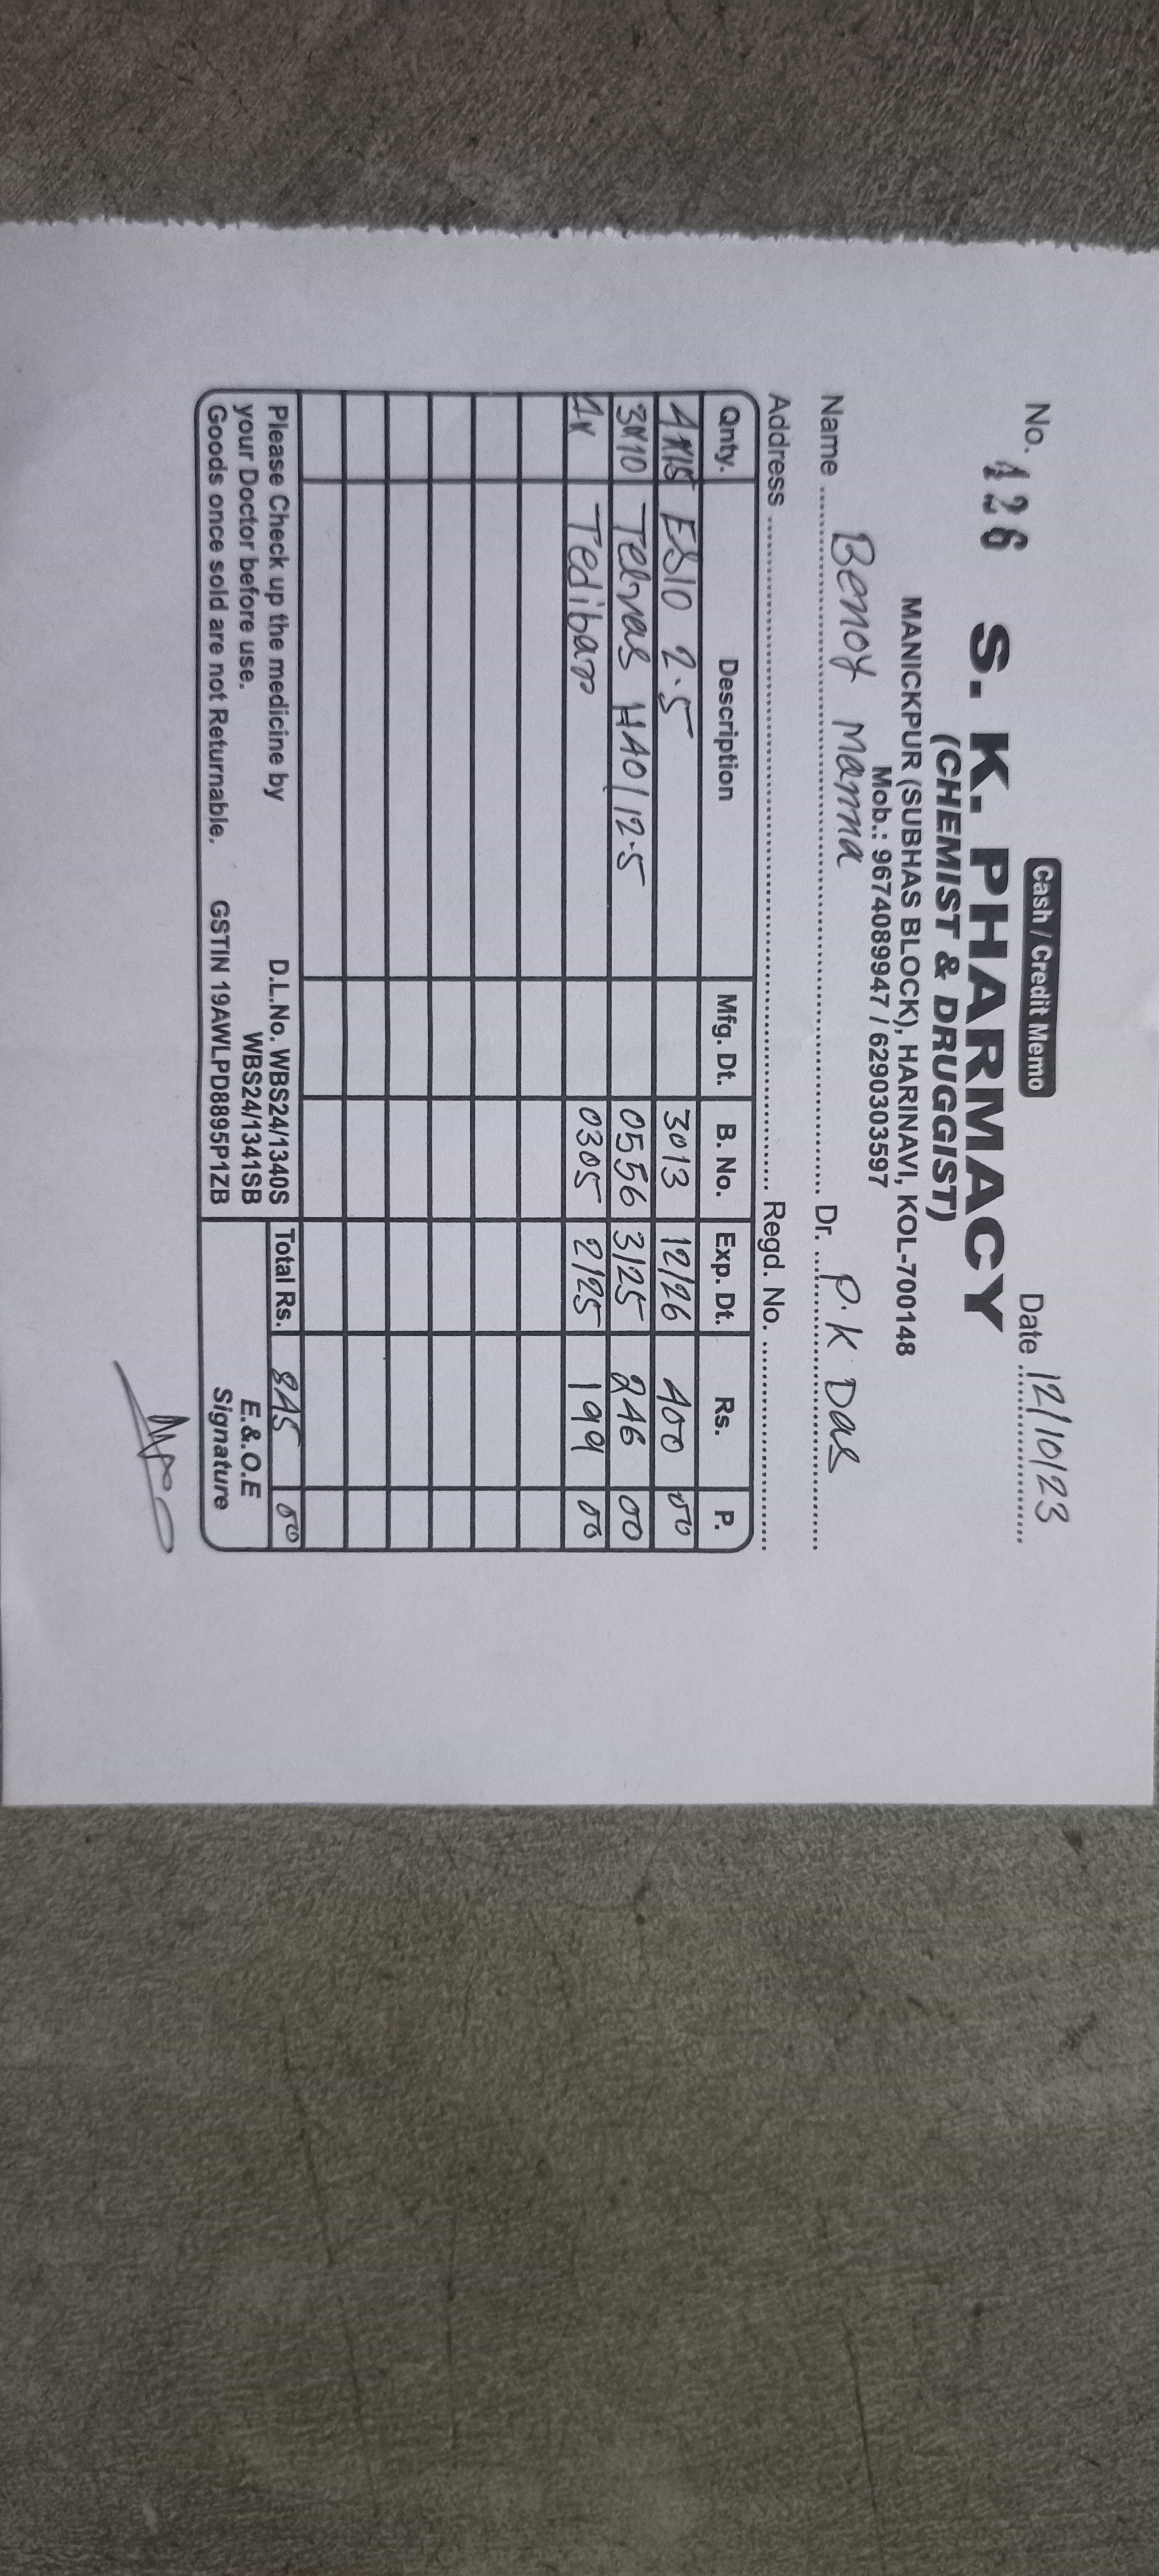 Cash / Credit Memo
No. 426 Date 12/10/23
S. K. PHARMACY
(CHEMIST & DRUGGIST)
MANICKPUR (SUBHAS BLOCK), HARINAVI, KOL-700148
Mob.: 9674089947 / 6290303597
Name Benoy Manna Dr. P.K Das
Address Regd. No.
Qnty. Description Mfg. Dt. B. No. Exp. Dt. Rs. P.
4x15 ESIO 2.5 3013 12/26 400 00
3x10 Telvas H40/12.5 0556 3/25 246 00
1x Tedibar 0305 2/25 199 00
Please Check up the medicine by your Doctor before use.
Goods once sold are not Returnable.
D.L.No. WBS24/1340S
WBS24/1341SB
GSTIN 19AWLPD8895P1ZB
Total Rs. 845 00
E.&.O.E
Signature